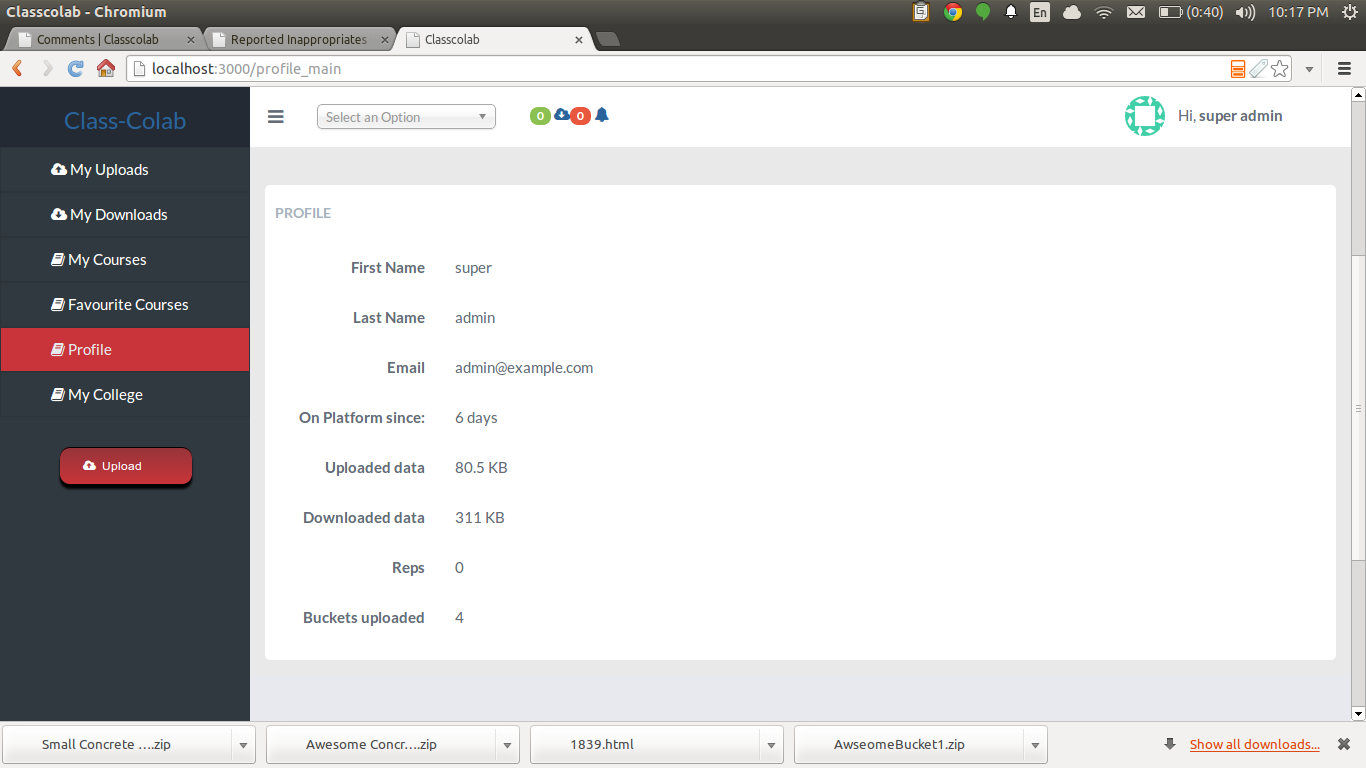 Classcolab - Chromium
En
(0:40)
10:17 PM
Comments | Classcolab
Reported Inappropriates
Classcolab
localhost:3000/profile_main
Class-Colab
Select an Option
0
0
Hi, super admin
My Uploads
My Downloads
My Courses
Favourite Courses
Profile
My College
Upload
PROFILE
First Name super
Last Name admin
Email admin@example.com
On Platform since: 6 days
Uploaded data 80.5 KB
Downloaded data 311 KB
Reps 0
Buckets uploaded 4
Small Concrete ....zip
Awesome Concr....zip
1839.html
AwseomeBucket1.zip
Show all downloads...